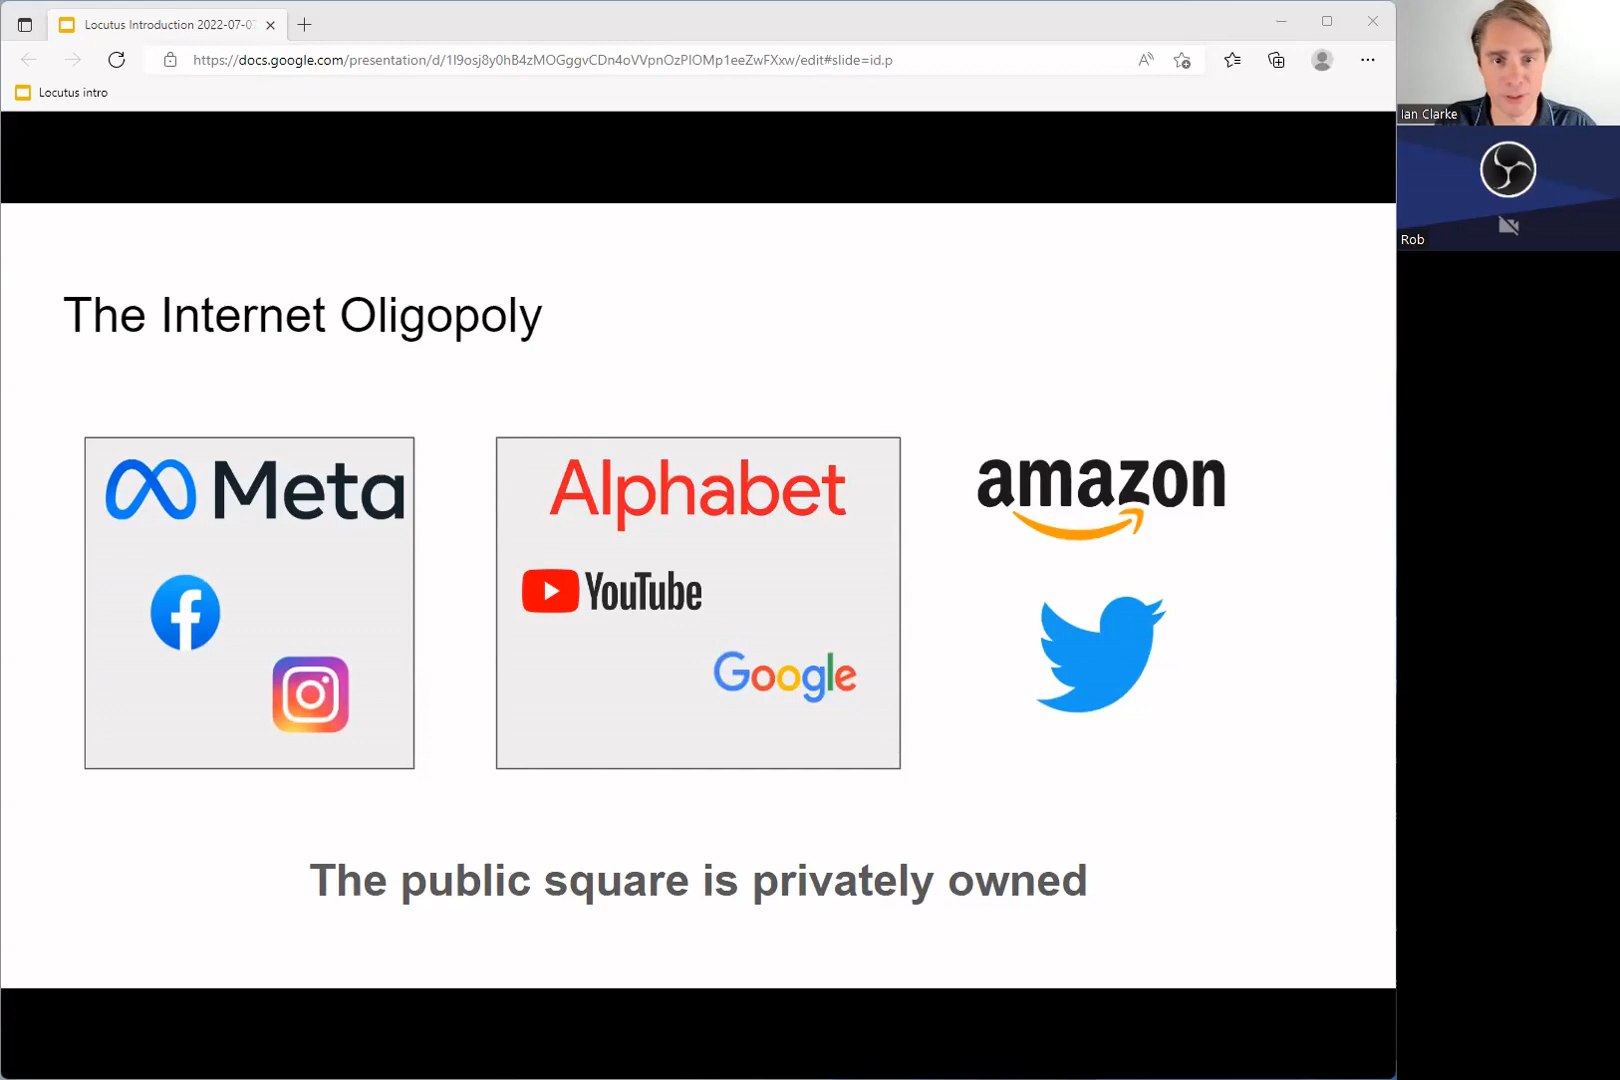 Locutus Introduction 2022-07-0
https://docs.google.com/presentation/d/1l9osj8y0hB4zMOGggvCDn4oVVpnOzPlOMp1eeZwFXxw/edit#slide=id.p
Locutus intro
Ian Clarke
Rob
The Internet Oligopoly
Meta
Alphabet
amazon
YouTube
Google
The public square is privately owned